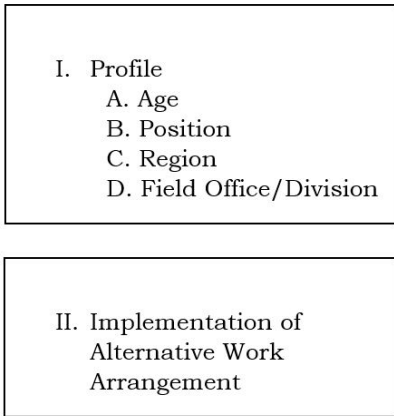 I. Profile
A. Age
B. Position
C. Region
D. Field Office/Division
II. Implementation of
Alternative Work
Arrangement